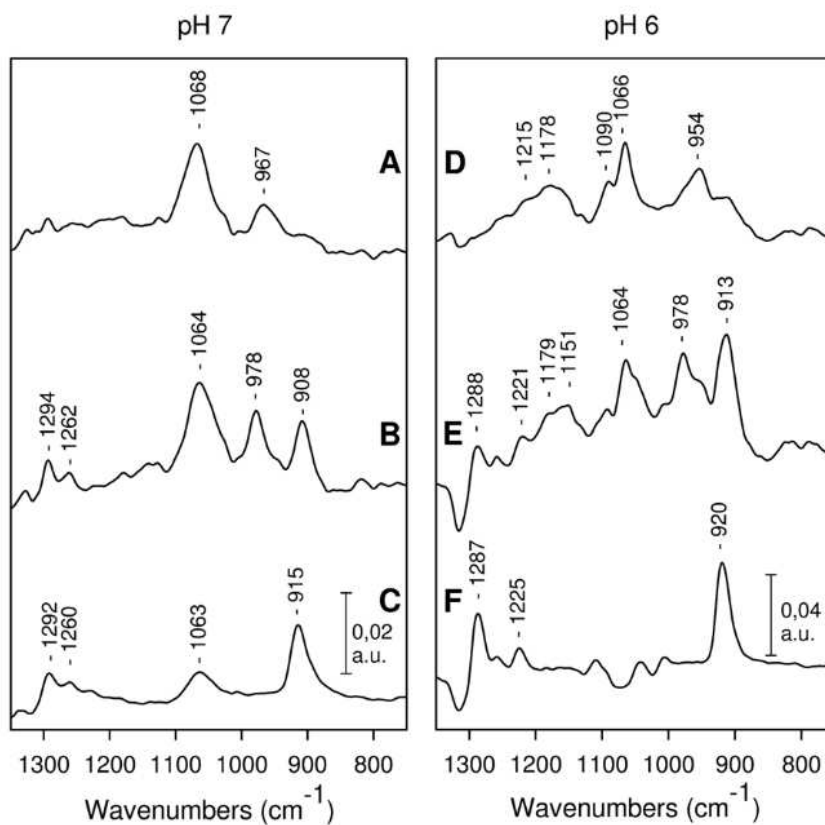 pH 7
pH 6
1068
967
A
1215
1178
1090
1066
954
D
1294
1262
1064
978
908
B
1288
1221
1179
1151
1064
978
913
E
1292
1260
1063
915
C
0,02
a.u.
1287
1225
920
F
0,04
a.u.
1300 1200 1100 1000 900 800
1300 1200 1100 1000 900 800
Wavenumbers (cm⁻¹)
Wavenumbers (cm⁻¹)